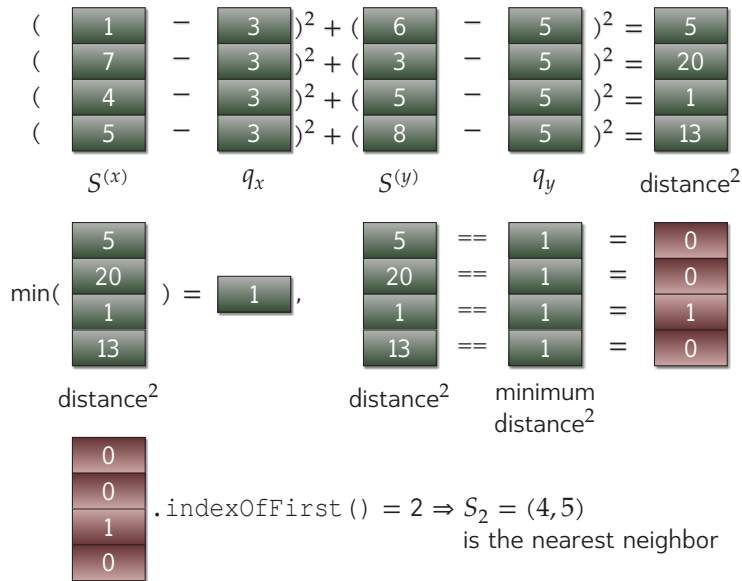 ( 1 − 3 )² + ( 6 − 5 )² = 5
( 7 − 3 )² + ( 3 − 5 )² = 20
( 4 − 3 )² + ( 5 − 5 )² = 1
( 5 − 3 )² + ( 8 − 5 )² = 13
S⁽ˣ⁾ qₓ S⁽ʸ⁾ q_y distance²
min( 5 20 1 13 ) = 1 ,
distance²
5 == 1 = 0
20 == 1 = 0
1 == 1 = 1
13 == 1 = 0
distance² minimum
distance²
0
0
1
0
.indexOfFirst() = 2 ⇒ S₂ = (4, 5)
is the nearest neighbor